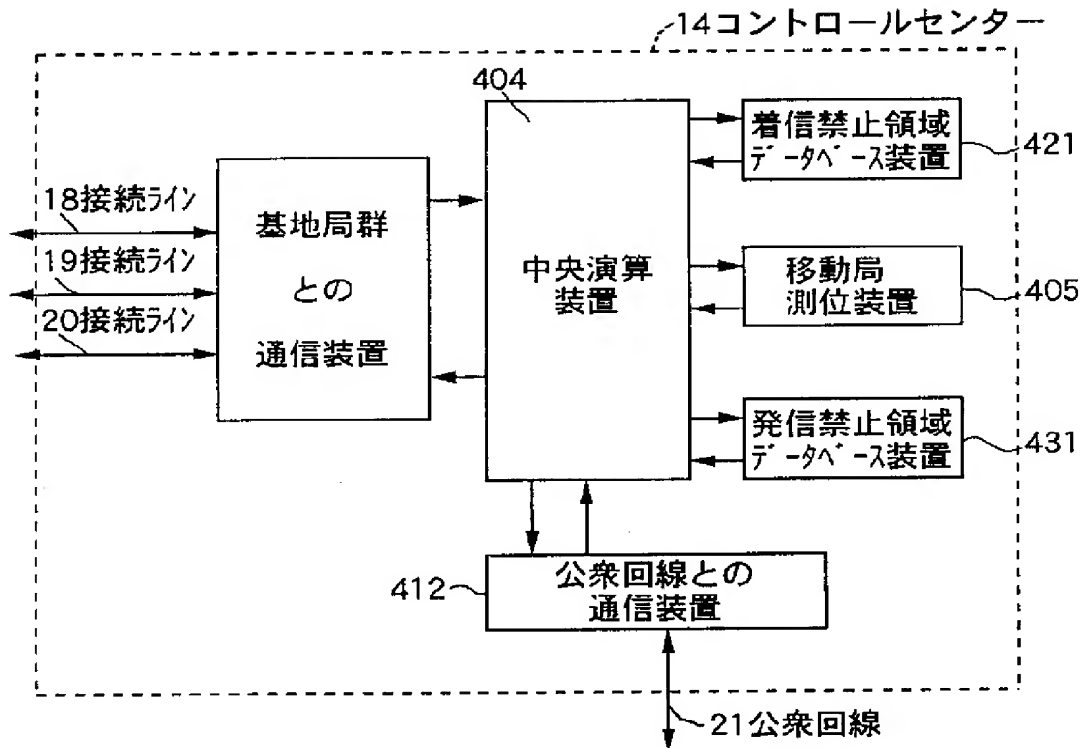 14コントロールセンター
404
着信禁止領域
データベース装置
421
18接続ライン
19接続ライン
20接続ライン
基地局群
との
通信装置
中央演算
装置
移動局
測位装置
405
発信禁止領域
データベース装置
431
412
公衆回線との
通信装置
21公衆回線